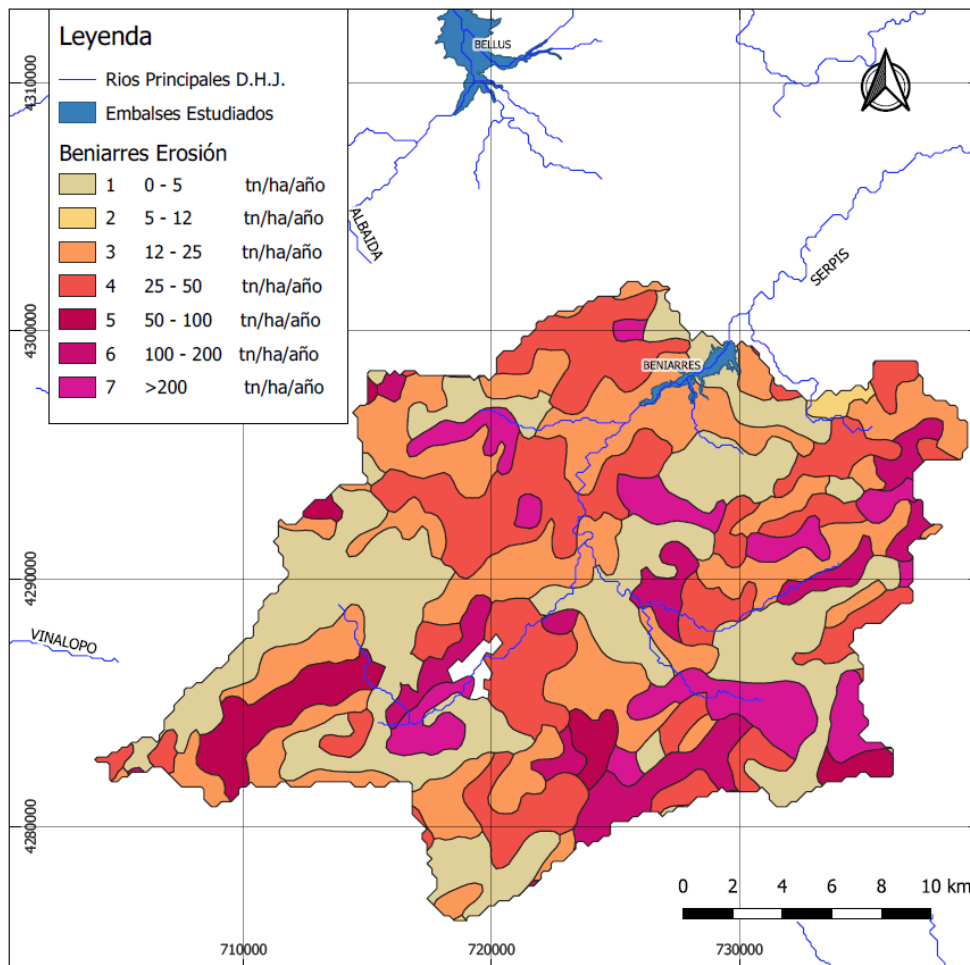 Leyenda
Rios Principales D.H.J.
Embalses Estudiados
Beniarres Erosión
1 0 - 5 tn/ha/año
2 5 - 12 tn/ha/año
3 12 - 25 tn/ha/año
4 25 - 50 tn/ha/año
5 50 - 100 tn/ha/año
6 100 - 200 tn/ha/año
7 >200 tn/ha/año
BELLUS
ALBAIDA
SERPIS
BENIARRES
VINALOPO
4310000
4300000
4290000
4280000
0 2 4 6 8 10 km
710000 720000 730000